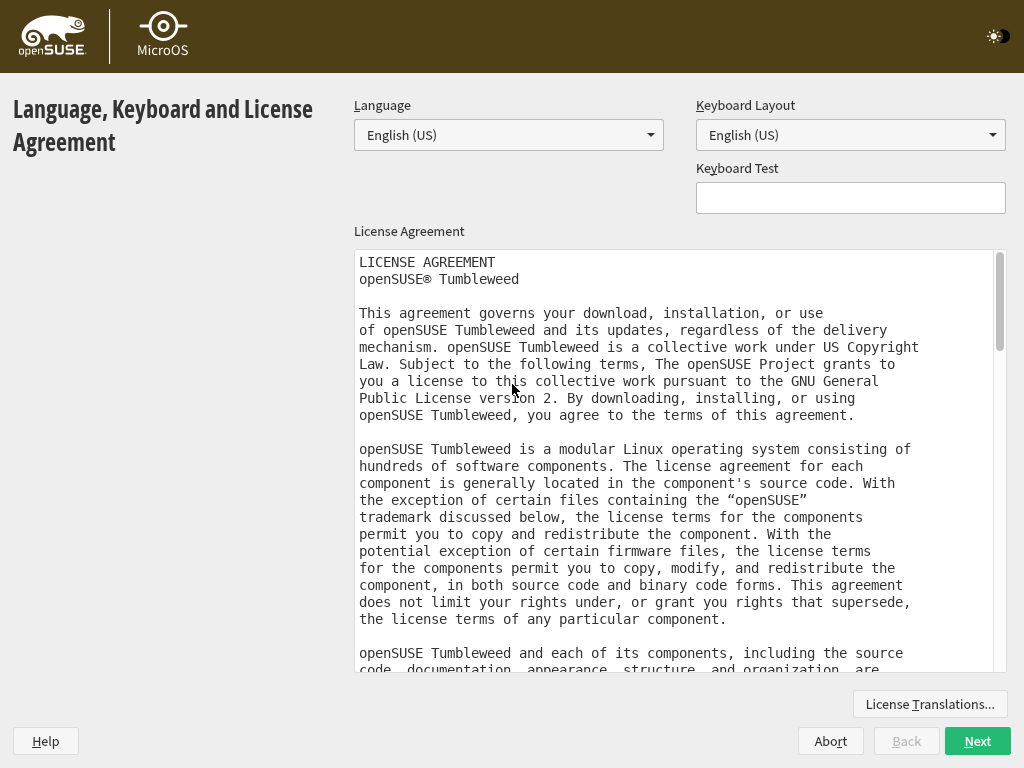 openSUSE
MicroOS
Language, Keyboard and License
Agreement
Language
Keyboard Layout
English (US)
English (US)
Keyboard Test
License Agreement
LICENSE AGREEMENT
openSUSE® Tumbleweed
This agreement governs your download, installation, or use
of openSUSE Tumbleweed and its updates, regardless of the delivery
mechanism. openSUSE Tumbleweed is a collective work under US Copyright
Law. Subject to the following terms, The openSUSE Project grants to
you a license to this collective work pursuant to the GNU General
Public License version 2. By downloading, installing, or using
openSUSE Tumbleweed, you agree to the terms of this agreement.
openSUSE Tumbleweed is a modular Linux operating system consisting of
hundreds of software components. The license agreement for each
component is generally located in the component's source code. With
the exception of certain files containing the “openSUSE”
trademark discussed below, the license terms for the components
permit you to copy and redistribute the component. With the
potential exception of certain firmware files, the license terms
for the components permit you to copy, modify, and redistribute the
component, in both source code and binary code forms. This agreement
does not limit your rights under, or grant you rights that supersede,
the license terms of any particular component.
openSUSE Tumbleweed and each of its components, including the source
code, documentation, appearance, structure, and organization, are
License Translations...
Help
Abort
Back
Next